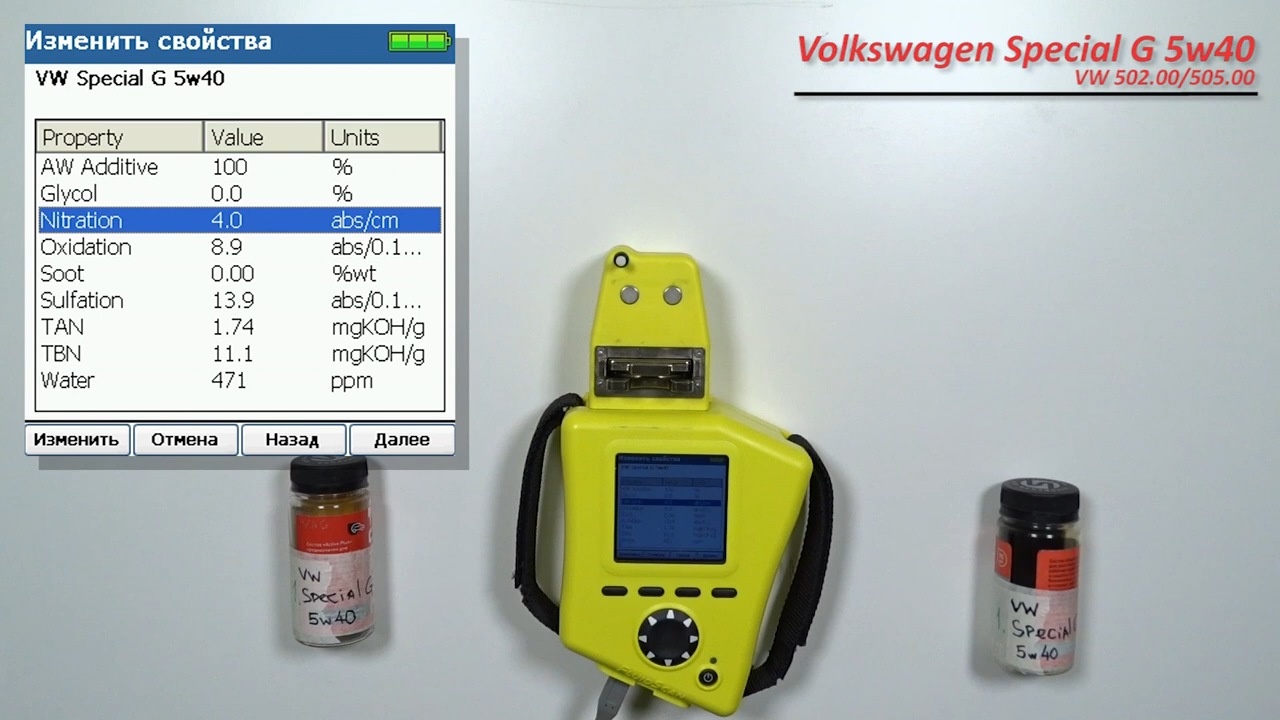 Изменить свойства
VW Special G 5w40
Property Value Units
AW Additive 100 %
Glycol 0.0 %
Nitration 4.0 abs/cm
Oxidation 8.9 abs/0.1...
Soot 0.00 %wt
Sulfation 13.9 abs/0.1...
TAN 1.74 mgKOH/g
TBN 11.1 mgKOH/g
Water 471 ppm
Изменить Отмена Назад Далее
Volkswagen Special G 5w40
VW 502.00/505.00
VW
1. Special G
5w40
VW
1. Special G
5w40